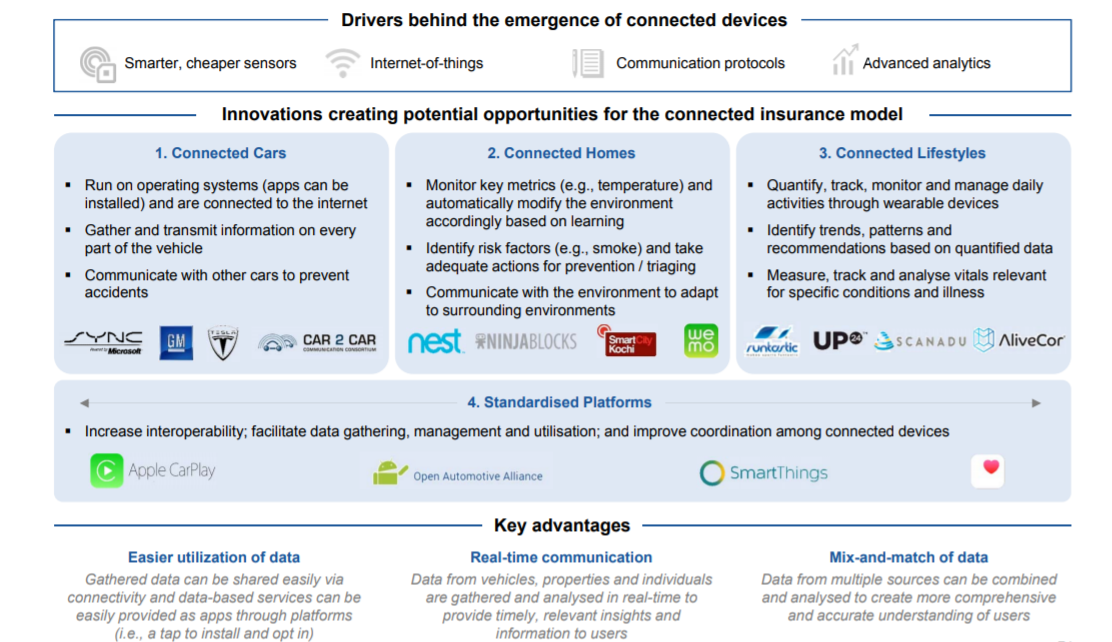 Drivers behind the emergence of connected devices
Smarter, cheaper sensors
Internet-of-things
Communication protocols
Advanced analytics
Innovations creating potential opportunities for the connected insurance model
1. Connected Cars
▪ Run on operating systems (apps can be
installed) and are connected to the internet
▪ Gather and transmit information on every
part of the vehicle
▪ Communicate with other cars to prevent
accidents
SYNC
Powered by Microsoft
GM
TESLA
CAR 2 CAR
COMMUNICATION CONSORTIUM
2. Connected Homes
▪ Monitor key metrics (e.g., temperature) and
automatically modify the environment
accordingly based on learning
▪ Identify risk factors (e.g., smoke) and take
adequate actions for prevention / triaging
▪ Communicate with the environment to adapt
to surrounding environments
nest
NINJABLOCKS
SmartCity
Kochi
we
mo
3. Connected Lifestyles
▪ Quantify, track, monitor and manage daily
activities through wearable devices
▪ Identify trends, patterns and
recommendations based on quantified data
▪ Measure, track and analyse vitals relevant
for specific conditions and illness
runtastic
UP24
SCANADU
AliveCor
4. Standardised Platforms
▪ Increase interoperability; facilitate data gathering, management and utilisation; and improve coordination among connected devices
Apple CarPlay
Open Automotive Alliance
SmartThings
Key advantages
Easier utilization of data
Gathered data can be shared easily via
connectivity and data-based services can be
easily provided as apps through platforms
(i.e., a tap to install and opt in)
Real-time communication
Data from vehicles, properties and individuals
are gathered and analysed in real-time to
provide timely, relevant insights and
information to users
Mix-and-match of data
Data from multiple sources can be combined
and analysed to create more comprehensive
and accurate understanding of users